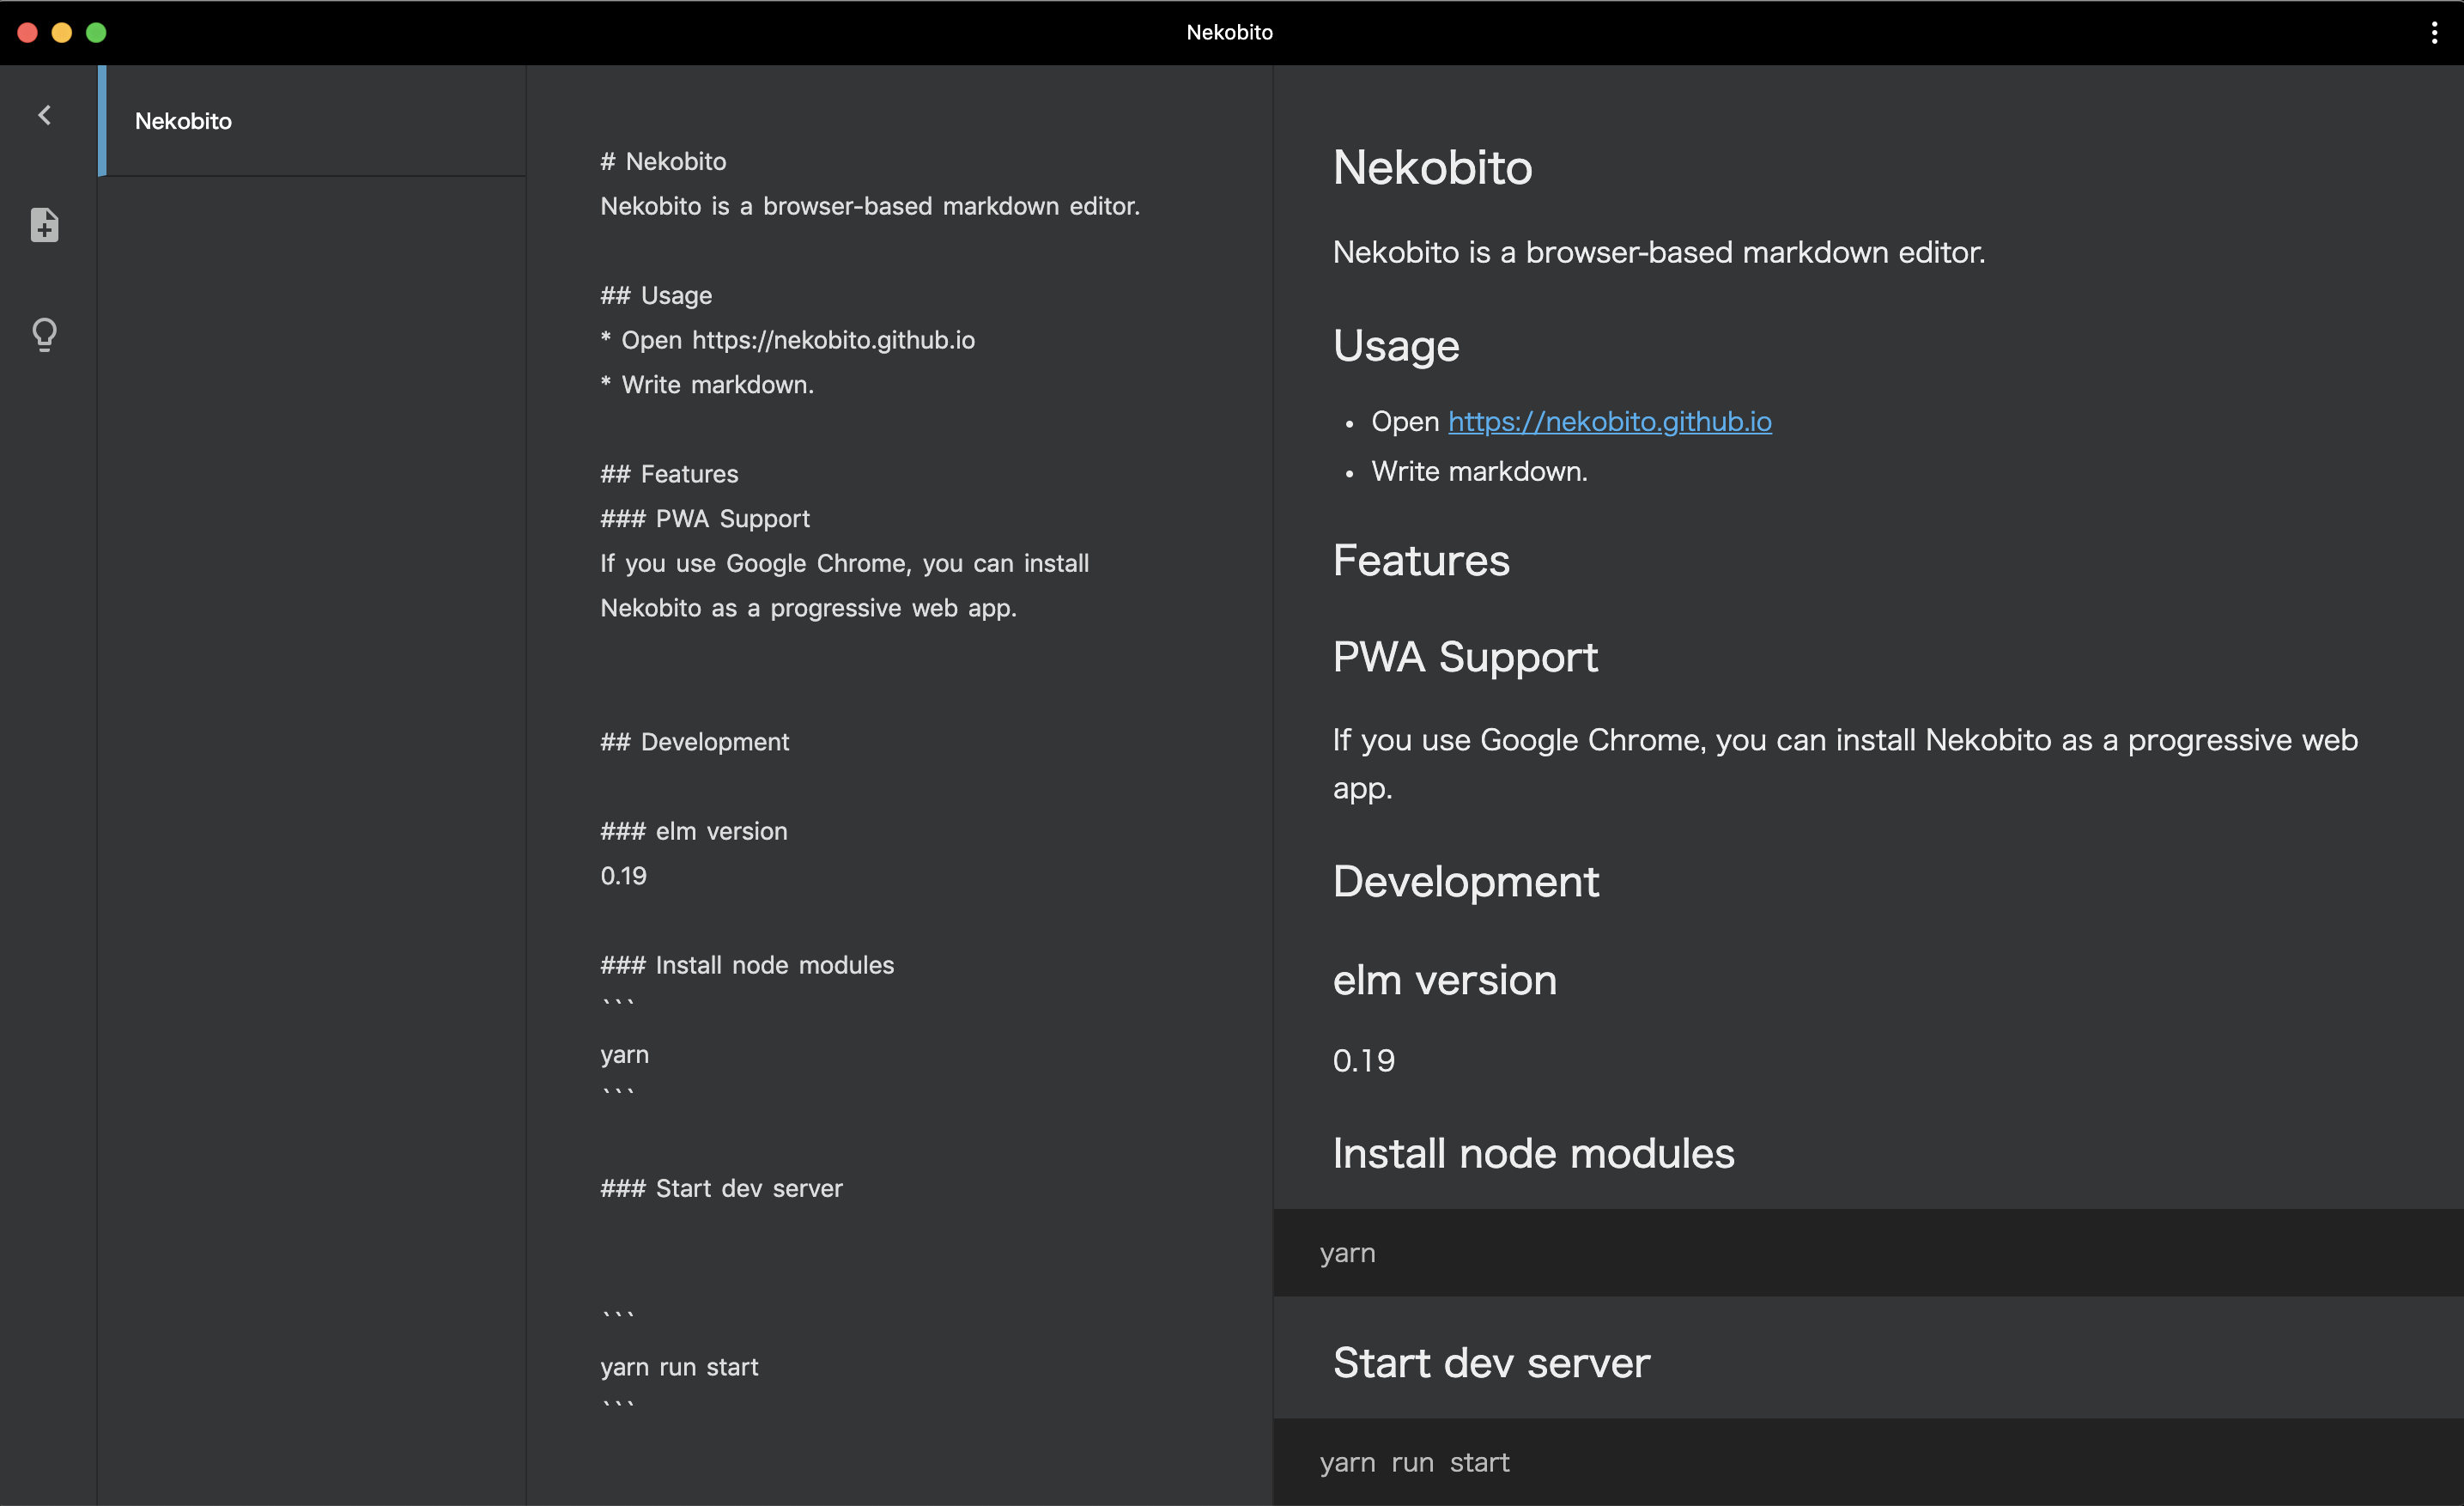 Nekobito
Nekobito
# Nekobito
Nekobito is a browser-based markdown editor.
## Usage
* Open https://nekobito.github.io
* Write markdown.
## Features
### PWA Support
If you use Google Chrome, you can install
Nekobito as a progressive web app.
## Development
### elm version
0.19
### Install node modules
```
yarn
```
### Start dev server
```
yarn run start
```
Nekobito
Nekobito is a browser-based markdown editor.
Usage
• Open https://nekobito.github.io
• Write markdown.
Features
PWA Support
If you use Google Chrome, you can install Nekobito as a progressive web
app.
Development
elm version
0.19
Install node modules
yarn
Start dev server
yarn run start